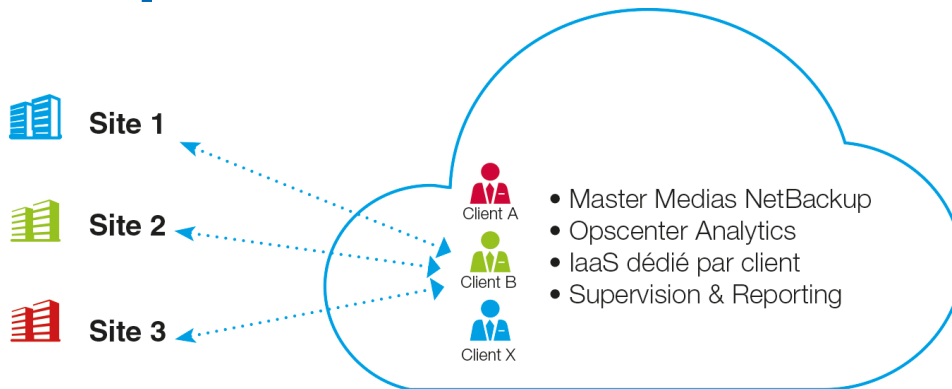 Site 1
Site 2
Site 3
Client A
Client B
Client X
• Master Medias NetBackup
• Opscenter Analytics
• IaaS dédié par client
• Supervision & Reporting